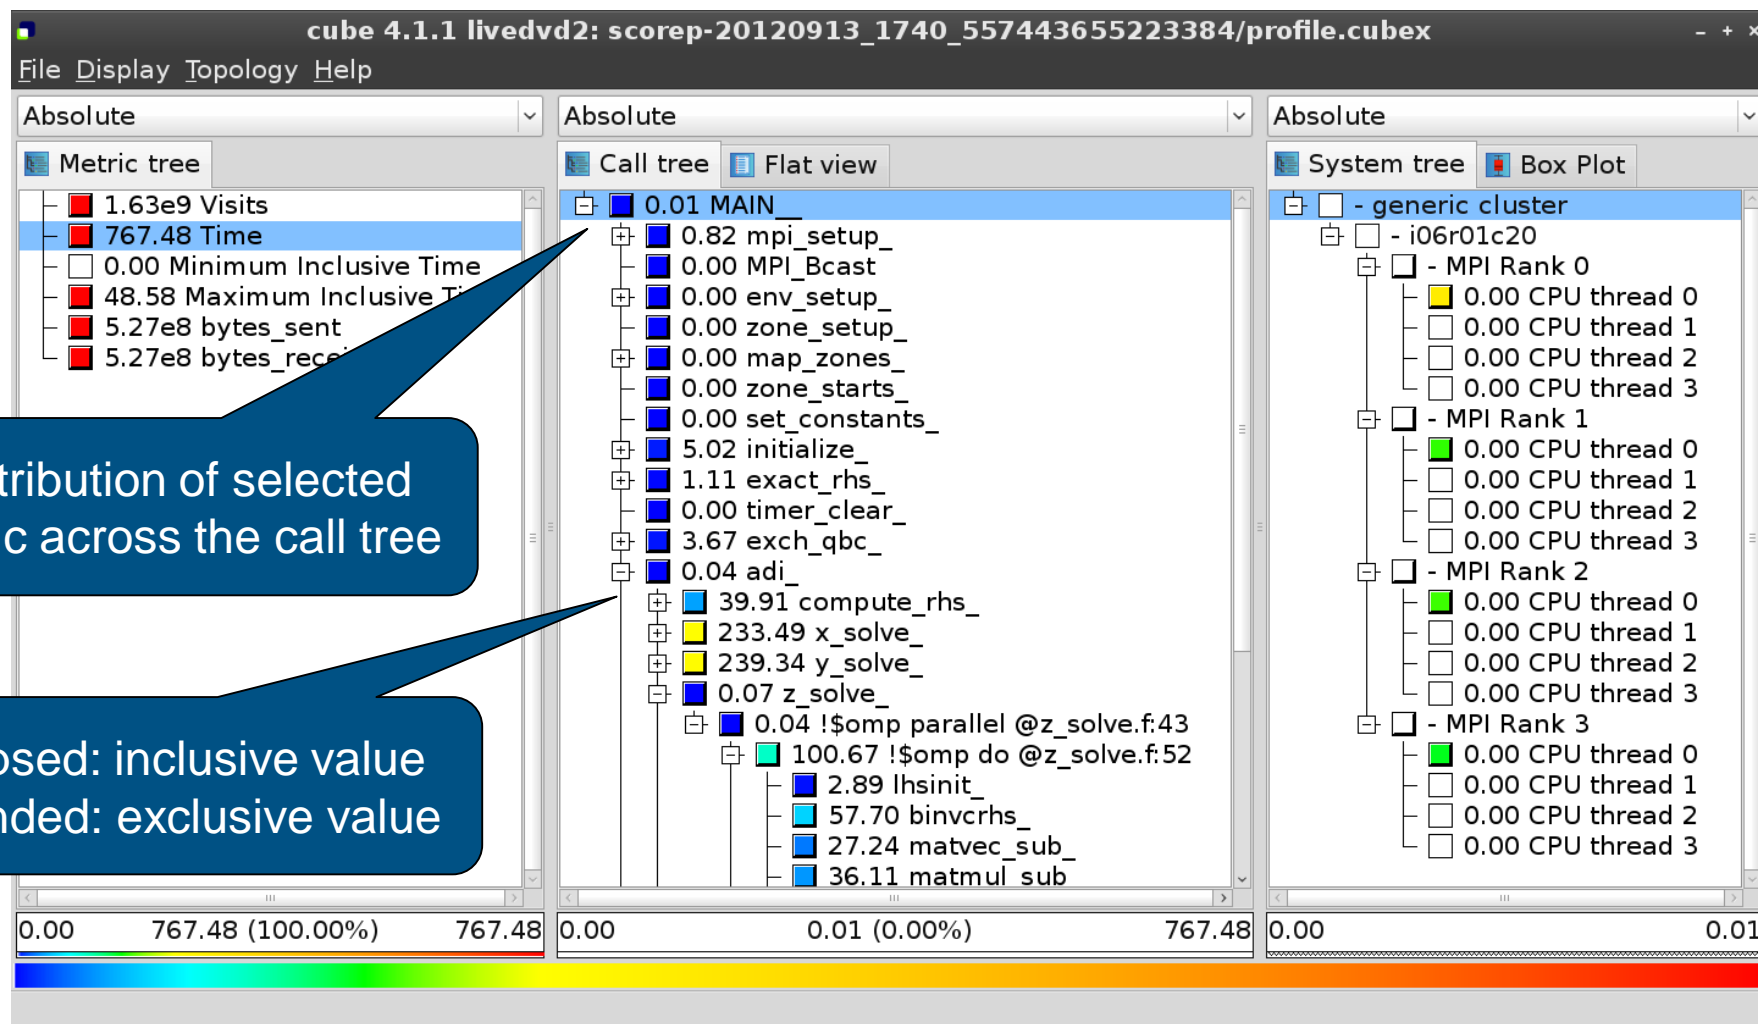 cube 4.1.1 livedvd2: scorep-20120913_1740_557443655223384/profile.cubex
File Display Topology Help
Absolute
Metric tree
1.63e9 Visits
767.48 Time
0.00 Minimum Inclusive Time
48.58 Maximum Inclusive
5.27e8 bytes_sent
5.27e8
tribution of selected
c across the call tree
osed: inclusive value
nded: exclusive value
0.00 767.48 (100.00%) 767.48
Absolute
Call tree Flat view
0.01 MAIN__
0.82 mpi_setup_
0.00 MPI_Bcast
0.00 env_setup_
0.00 zone_setup_
0.00 map_zones_
0.00 zone_starts_
0.00 set_constants_
5.02 initialize_
1.11 exact_rhs_
0.00 timer_clear_
3.67 exch_qbc_
0.04 adi_
39.91 compute_rhs_
233.49 x_solve_
239.34 y_solve_
0.07 z_solve_
0.04 !$omp parallel @z_solve.f:43
100.67 !$omp do @z_solve.f:52
2.89 lhsinit_
57.70 binvcrhs_
27.24 matvec_sub_
36.11 matmul_sub
0.00 0.01 (0.00%) 767.48
Absolute
System tree Box Plot
- generic cluster
- i06r01c20
- MPI Rank 0
0.00 CPU thread 0
0.00 CPU thread 1
0.00 CPU thread 2
0.00 CPU thread 3
- MPI Rank 1
0.00 CPU thread 0
0.00 CPU thread 1
0.00 CPU thread 2
0.00 CPU thread 3
- MPI Rank 2
0.00 CPU thread 0
0.00 CPU thread 1
0.00 CPU thread 2
0.00 CPU thread 3
- MPI Rank 3
0.00 CPU thread 0
0.00 CPU thread 1
0.00 CPU thread 2
0.00 CPU thread 3
0.00 0.01